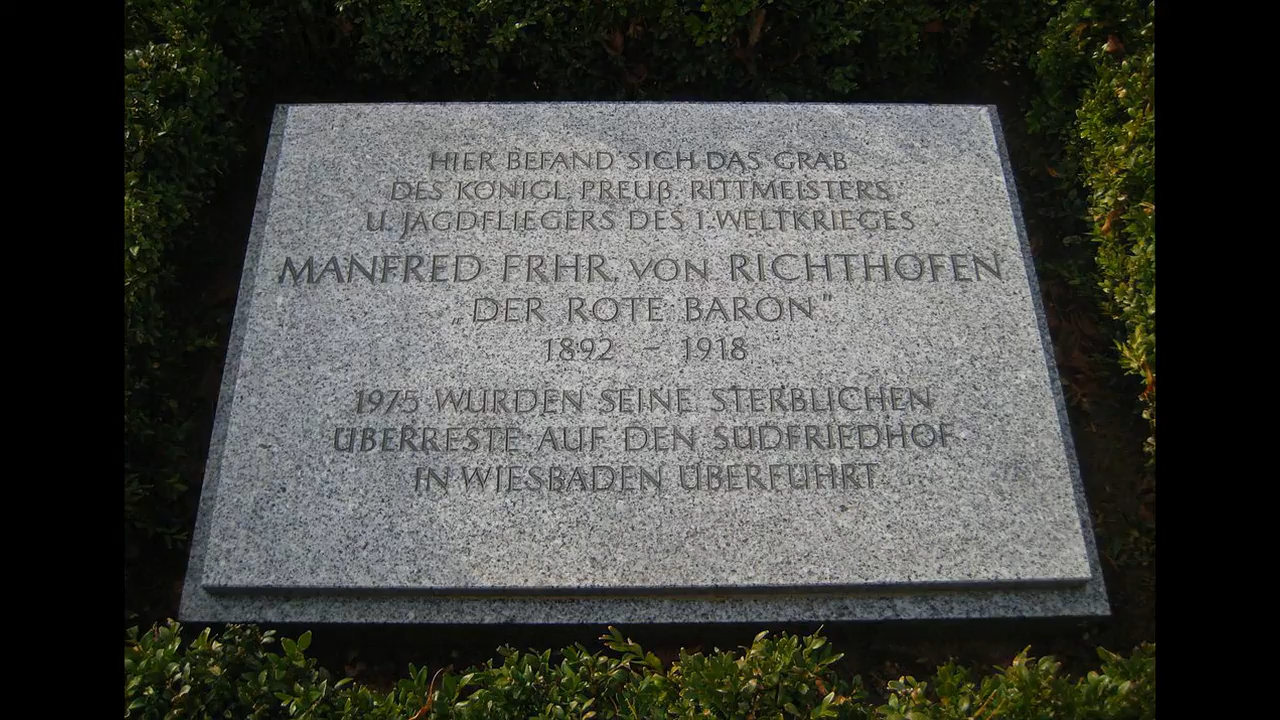 HIER BEFAND SICH DAS GRAB
DES KÖNIGL. PREUß. RITTMEISTERS
U. JAGDFLIEGERS DES 1. WELTKRIEGES
MANFRED FRHR. VON RICHTHOFEN
„DER ROTE BARON"
1892 – 1918
1975 WURDEN SEINE STERBLICHEN
ÜBERRESTE AUF DEN SÜDFRIEDHOF
IN WIESBADEN ÜBERFÜHRT